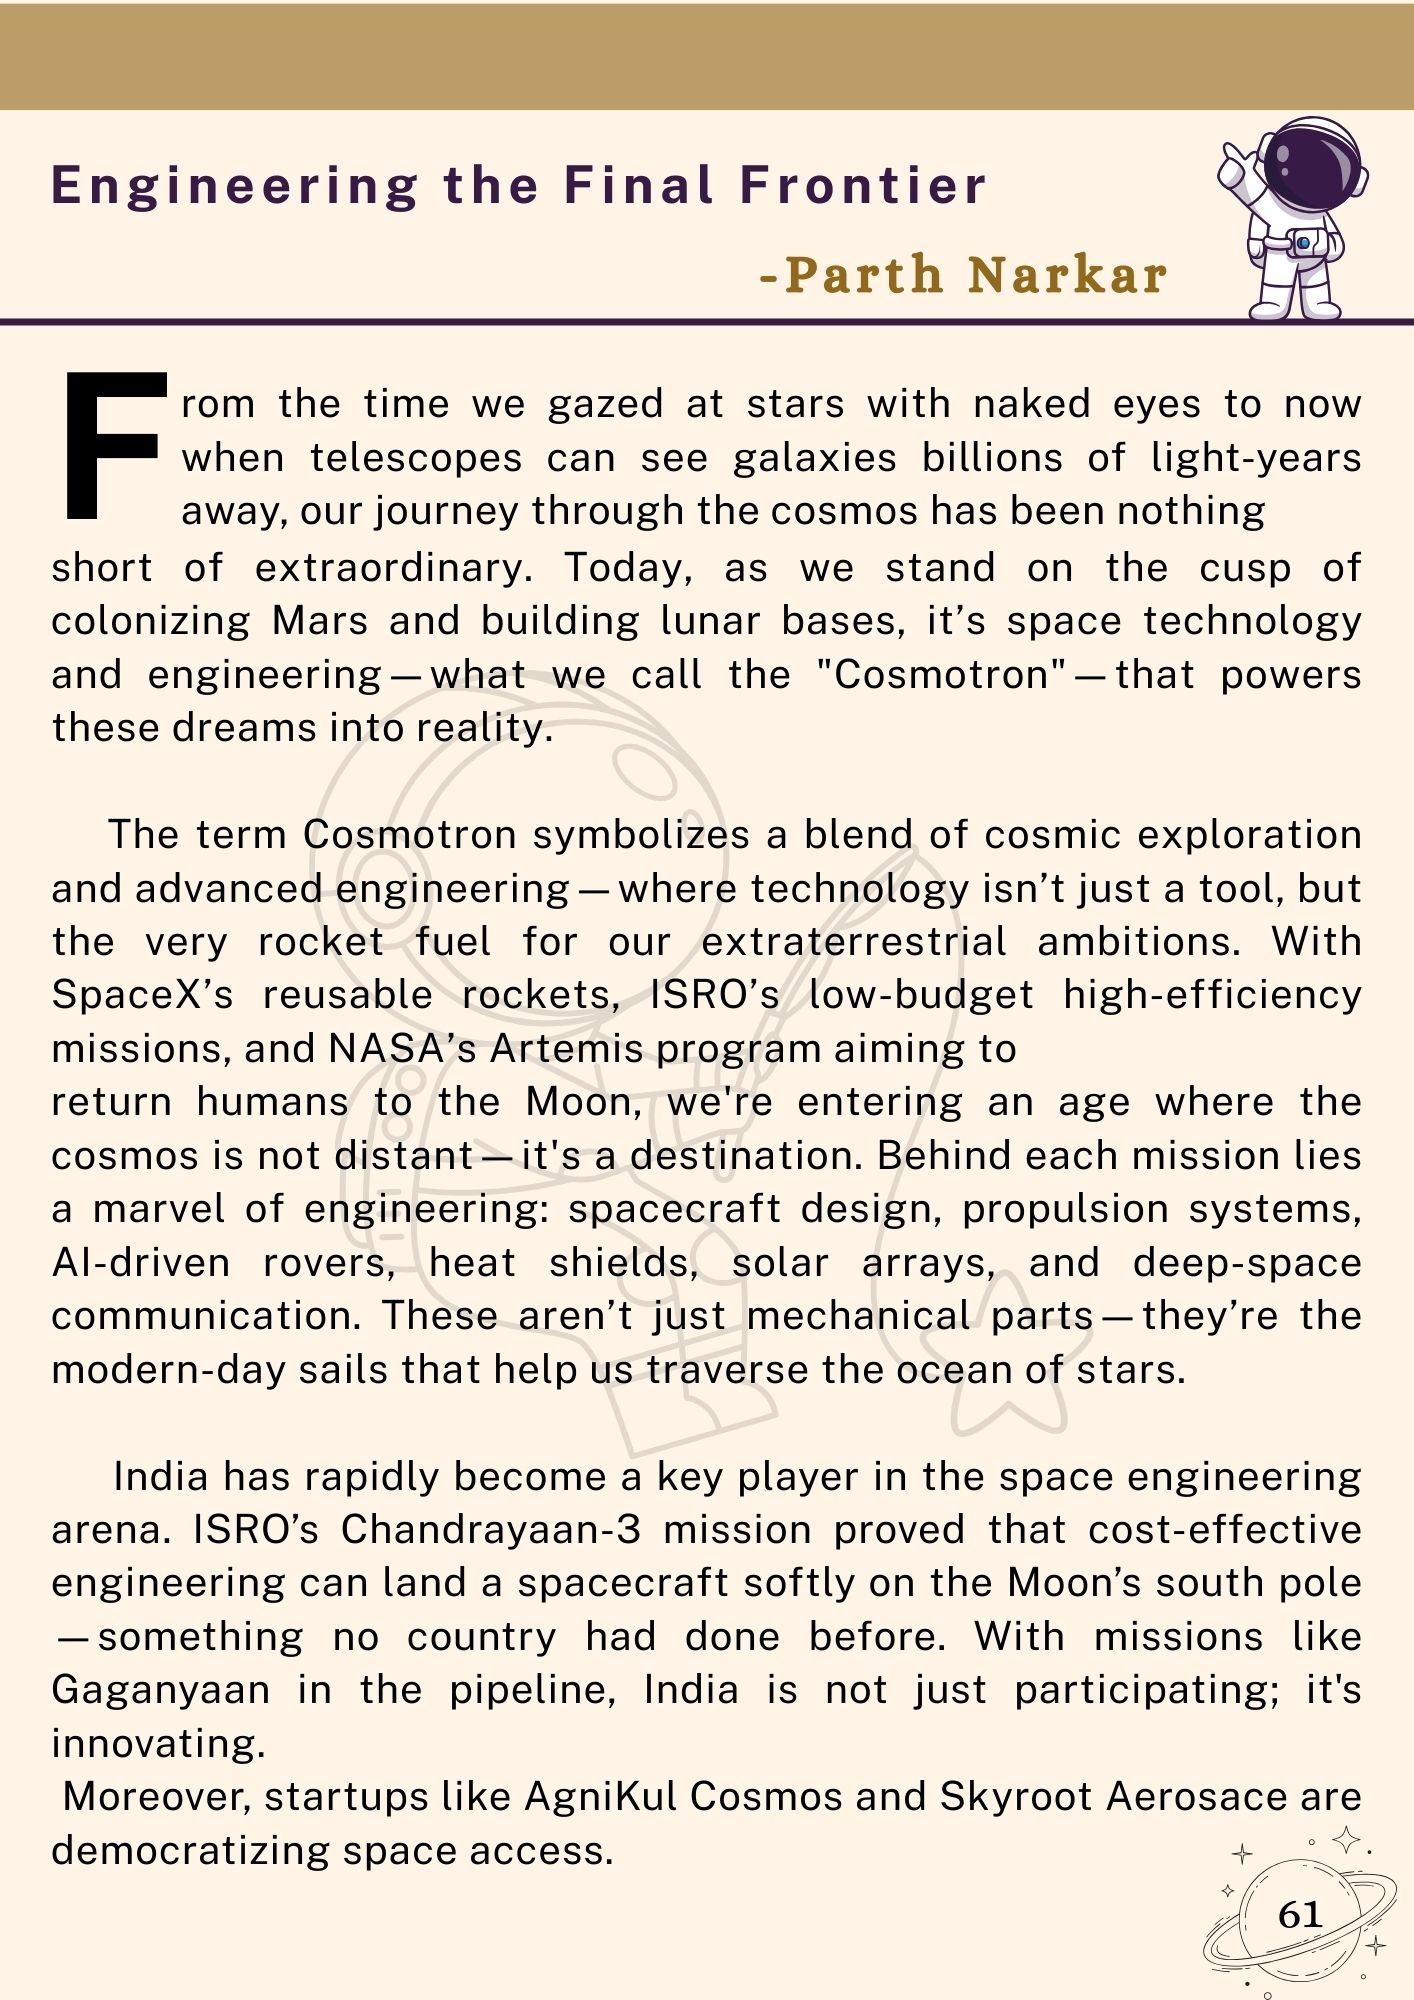 Engineering the Final Frontier
-Parth Narkar
From the time we gazed at stars with naked eyes to now
when telescopes can see galaxies billions of light-years
away, our journey through the cosmos has been nothing
short of extraordinary. Today, as we stand on the cusp of
colonizing Mars and building lunar bases, it’s space technology
and engineering—what we call the "Cosmotron"—that powers
these dreams into reality.
The term Cosmotron symbolizes a blend of cosmic exploration
and advanced engineering—where technology isn’t just a tool, but
the very rocket fuel for our extraterrestrial ambitions. With
SpaceX’s reusable rockets, ISRO’s low-budget high-efficiency
missions, and NASA’s Artemis program aiming to
return humans to the Moon, we're entering an age where the
cosmos is not distant—it's a destination. Behind each mission lies
a marvel of engineering: spacecraft design, propulsion systems,
AI-driven rovers, heat shields, solar arrays, and deep-space
communication. These aren’t just mechanical parts—they’re the
modern-day sails that help us traverse the ocean of stars.
India has rapidly become a key player in the space engineering
arena. ISRO’s Chandrayaan-3 mission proved that cost-effective
engineering can land a spacecraft softly on the Moon’s south pole
—something no country had done before. With missions like
Gaganyaan in the pipeline, India is not just participating; it's
innovating.
Moreover, startups like AgniKul Cosmos and Skyroot Aerosace are
democratizing space access.
61